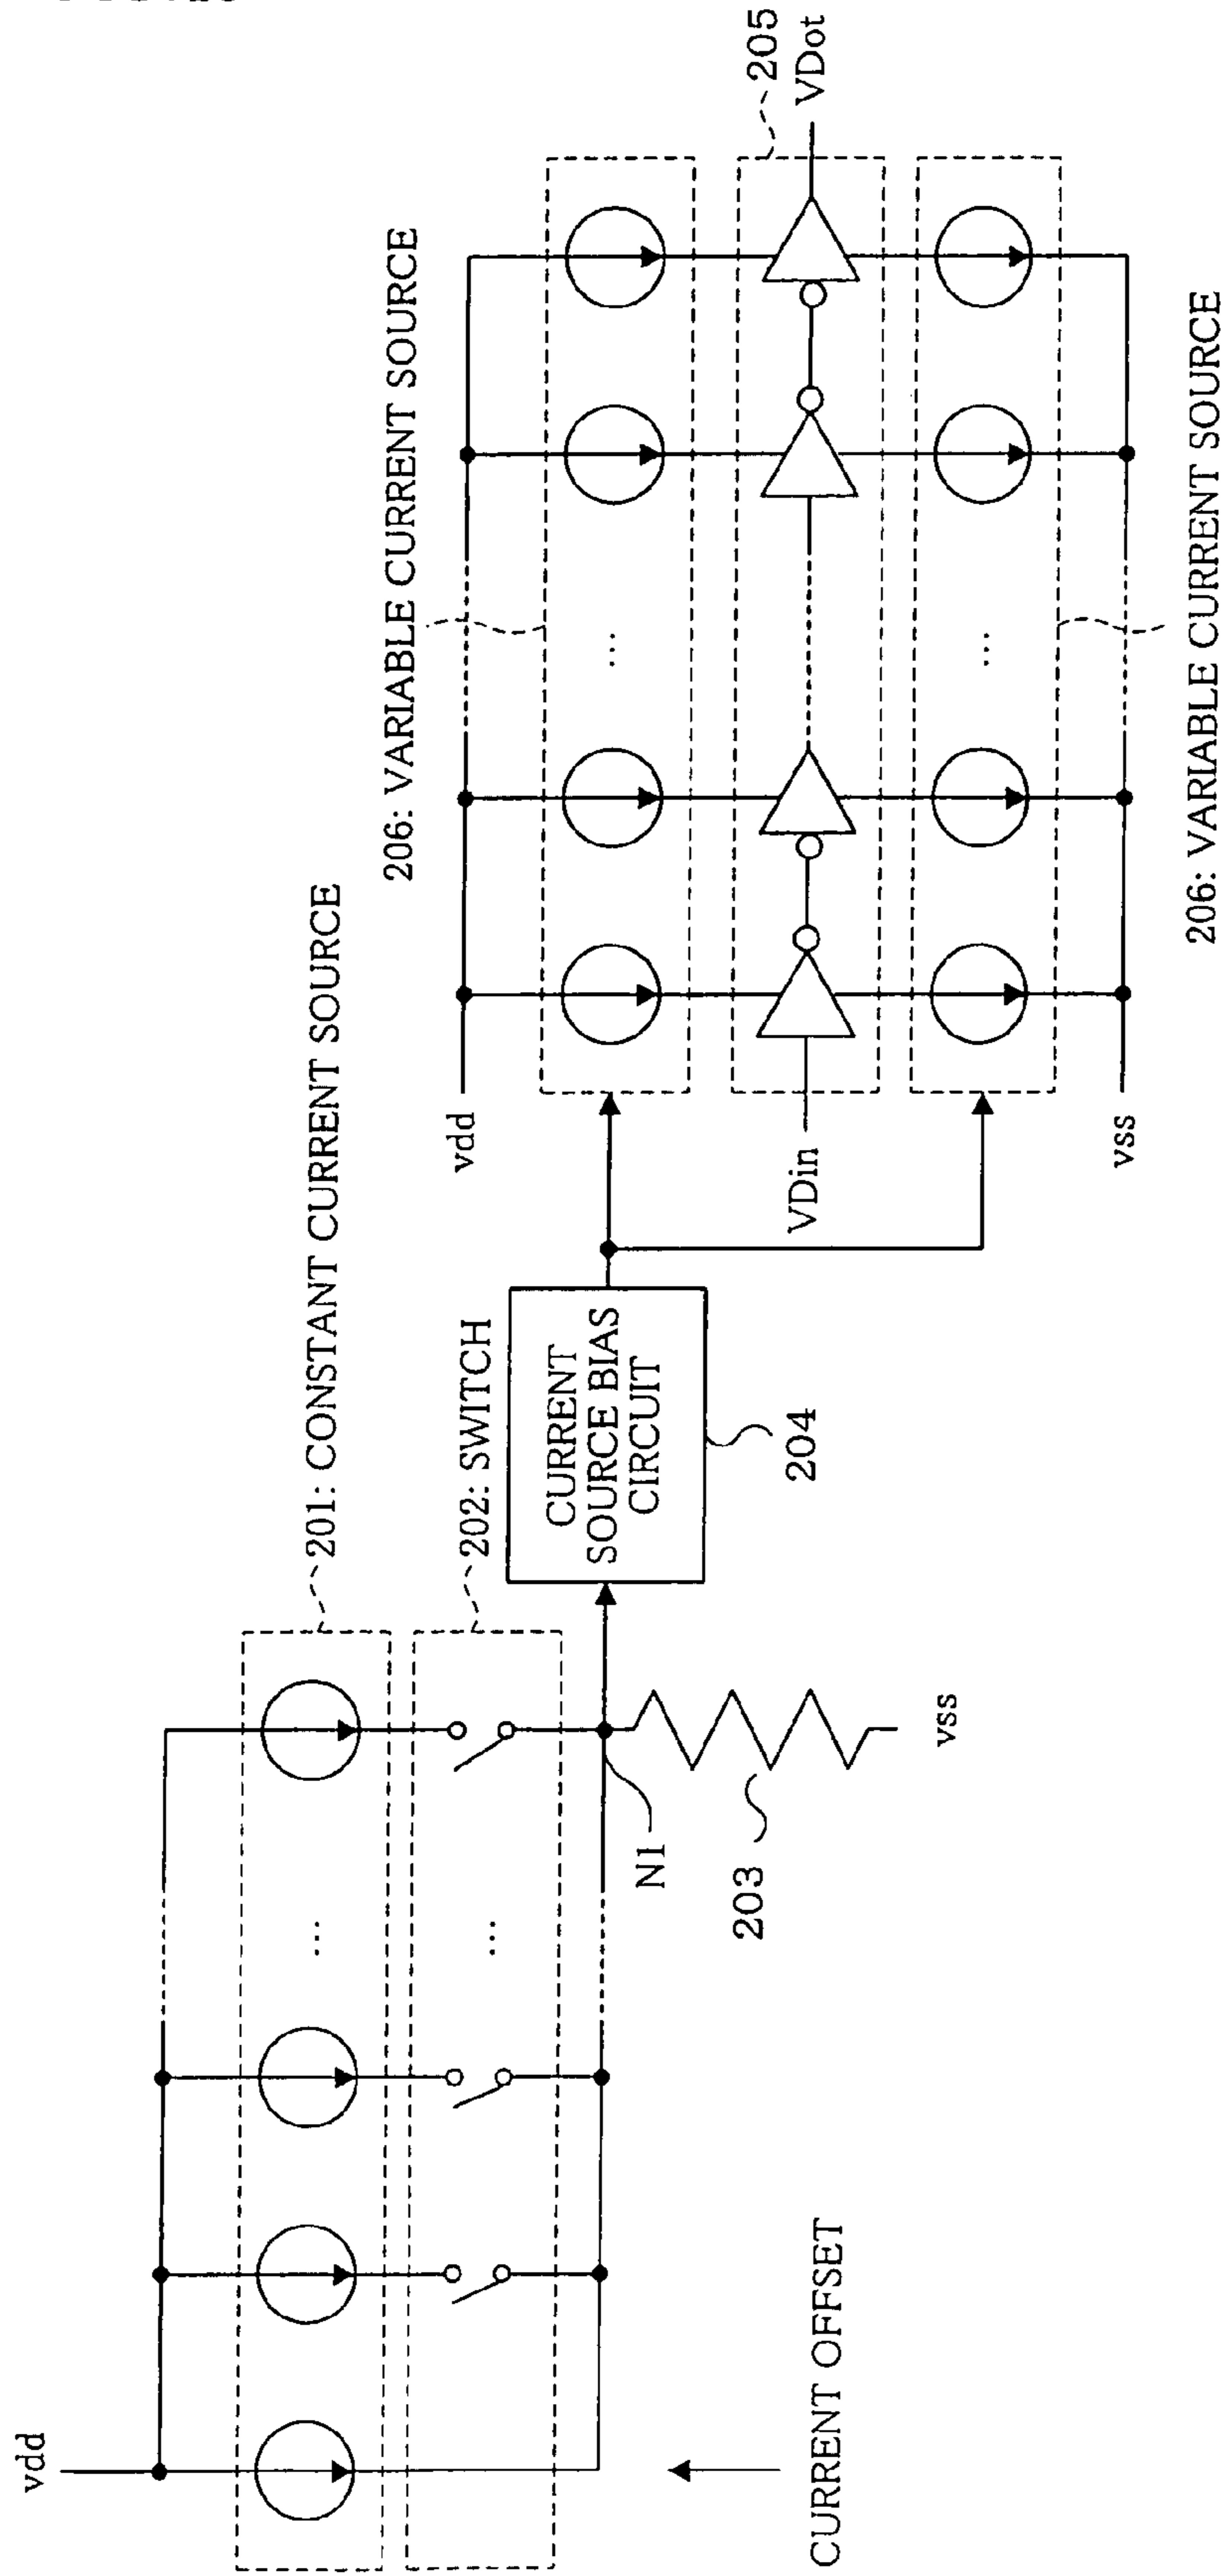 vdd
201: CONSTANT CURRENT SOURCE
...
202: SWITCH
...
N1
203
vss
CURRENT OFFSET
CURRENT
SOURCE BIAS
CIRCUIT
204
206: VARIABLE CURRENT SOURCE
vdd
...
205
VDin
VDot
...
vss
206: VARIABLE CURRENT SOURCE